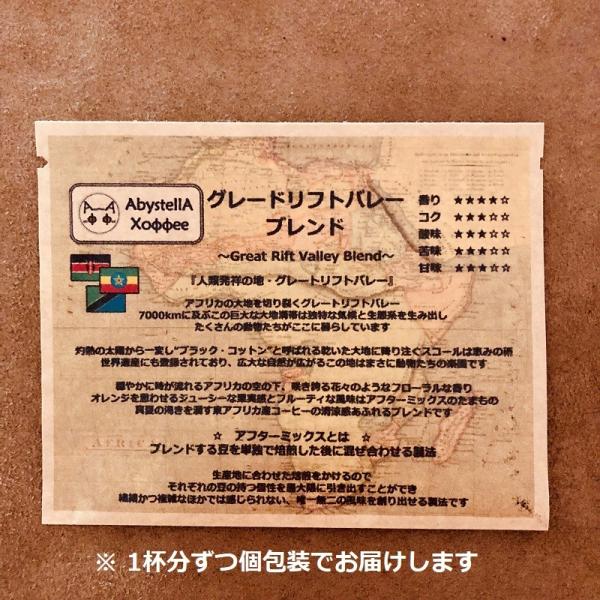 AbystellA
Xoффee
グレードリフトバレー
ブレンド
～Great Rift Valley Blend～
香り ★★★★☆
コク ★★★☆☆
酸味 ★★★☆☆
苦味 ★★★☆☆
甘味 ★★★☆☆
『人類発祥の地・グレートリフトバレー』
アフリカの大地を切り裂くグレートリフトバレー
7000kmに及ぶこの巨大な大地溝帯は独特な気候と生態系を生み出し
たくさんの動物たちがここに暮らしています
灼熱の太陽から一変し"ブラック・コットン"と呼ばれる乾いた大地に降り注ぐスコールは恵みの雨
世界遺産にも登録されており、広大な自然が広がるこの地はまさに動物たちの楽園です
穏やかに時が流れるアフリカの空の下、咲き誇る花々のようなフローラルな香り
オレンジを思わせるジューシーな果実感とフルーティな風味はアフターミックスのたまもの
真夏の渇きを潤す東アフリカ産コーヒーの清涼感あふれるブレンドです
☆ アフターミックスとは ☆
ブレンドする豆を単独で焙煎した後に混ぜ合わせる製法
生産地に合わせた焙煎をかけるので
それぞれの豆の持つ個性を最大限に引き出すことができ
繊細かつ複雑なほかでは感じられない、唯一無二の風味を創り出せる製法です
※ 1杯分ずつ個包装でお届けします